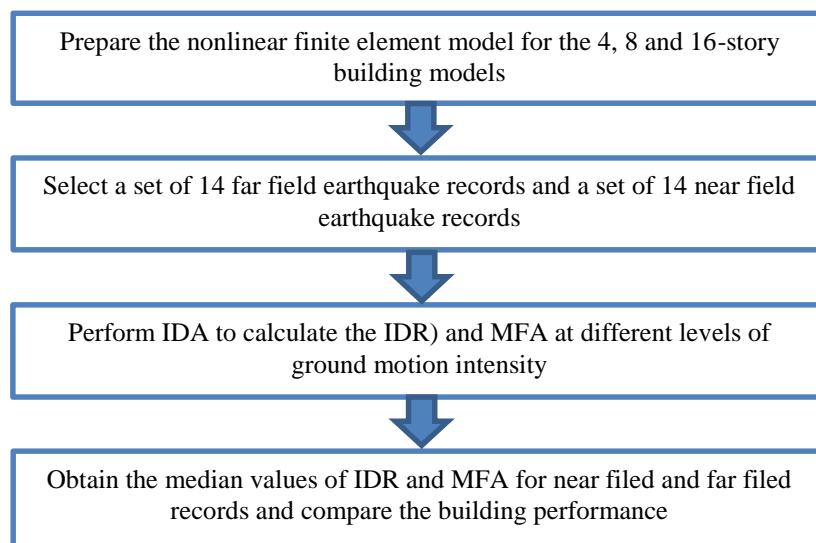 Prepare the nonlinear finite element model for the 4, 8 and 16-story
building models
Select a set of 14 far field earthquake records and a set of 14 near field
earthquake records
Perform IDA to calculate the IDR) and MFA at different levels of
ground motion intensity
Obtain the median values of IDR and MFA for near filed and far filed
records and compare the building performance